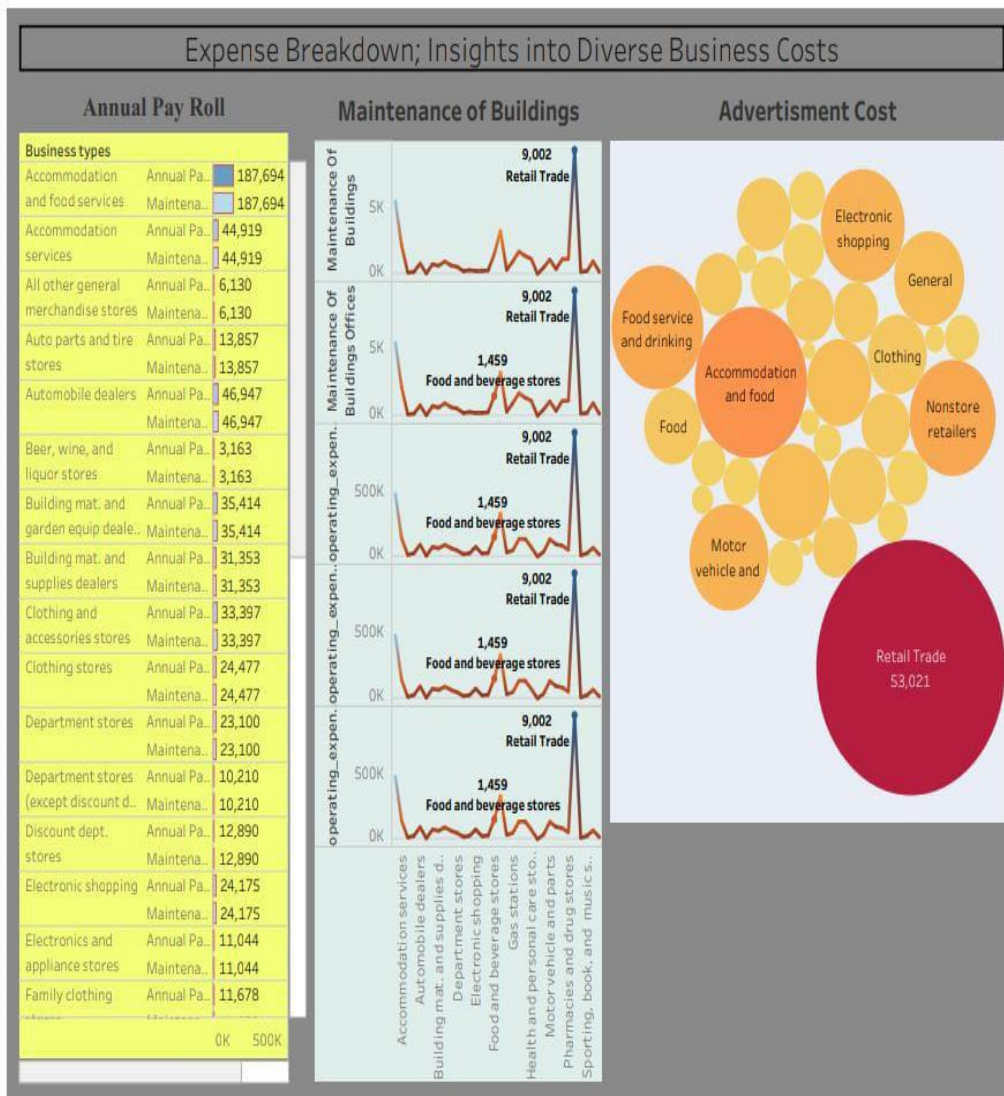 Expense Breakdown; Insights into Diverse Business Costs
Annual Pay Roll
Business types
Accommodation Annual Pa.. 187,694
and food services Maintena.. 187,694
Accommodation Annual Pa.. 44,919
services Maintena.. 44,919
All other general Annual Pa.. 6,130
merchandise stores Maintena.. 6,130
Auto parts and tire Annual Pa.. 13,857
stores Maintena.. 13,857
Automobile dealers Annual Pa.. 46,947
Maintena.. 46,947
Beer, wine, and Annual Pa.. 3,163
liquor stores Maintena.. 3,163
Building mat. and Annual Pa.. 35,414
garden equip deale.. Maintena.. 35,414
Building mat. and Annual Pa.. 31,353
supplies dealers Maintena.. 31,353
Clothing and Annual Pa.. 33,397
accessories stores Maintena.. 33,397
Clothing stores Annual Pa.. 24,477
Maintena.. 24,477
Department stores Annual Pa.. 23,100
Maintena.. 23,100
Department stores Annual Pa.. 10,210
(except discount d.. Maintena.. 10,210
Discount dept. Annual Pa.. 12,890
stores Maintena.. 12,890
Electronic shopping Annual Pa.. 24,175
Maintena.. 24,175
Electronics and Annual Pa.. 11,044
appliance stores Maintena.. 11,044
Family clothing Annual Pa.. 11,678
0K 500K
Maintenance of Buildings
Maintenance Of
Buildings
5K
0K
9,002
Retail Trade
Maintenance Of
Buildings Offices
5K
0K
9,002
Retail Trade
1,459
Food and beverage stores
operating_expen..
500K
0K
9,002
Retail Trade
1,459
Food and beverage stores
operating_expen..
500K
0K
9,002
Retail Trade
1,459
Food and beverage stores
operating_expen..
500K
0K
9,002
Retail Trade
1,459
Food and beverage stores
Accommodation services
Automobile dealers
Building mat. and supplies d..
Department stores
Electronic shopping
Food and beverage stores
Gas stations
Health and personal care sto..
Motor vehicle and parts
Pharmacies and drug stores
Sporting, book, and music s..
Advertisment Cost
Electronic
shopping
General
Food service
and drinking
Accommodation
and food
Clothing
Food
Nonstore
retailers
Motor
vehicle and
Retail Trade
53,021